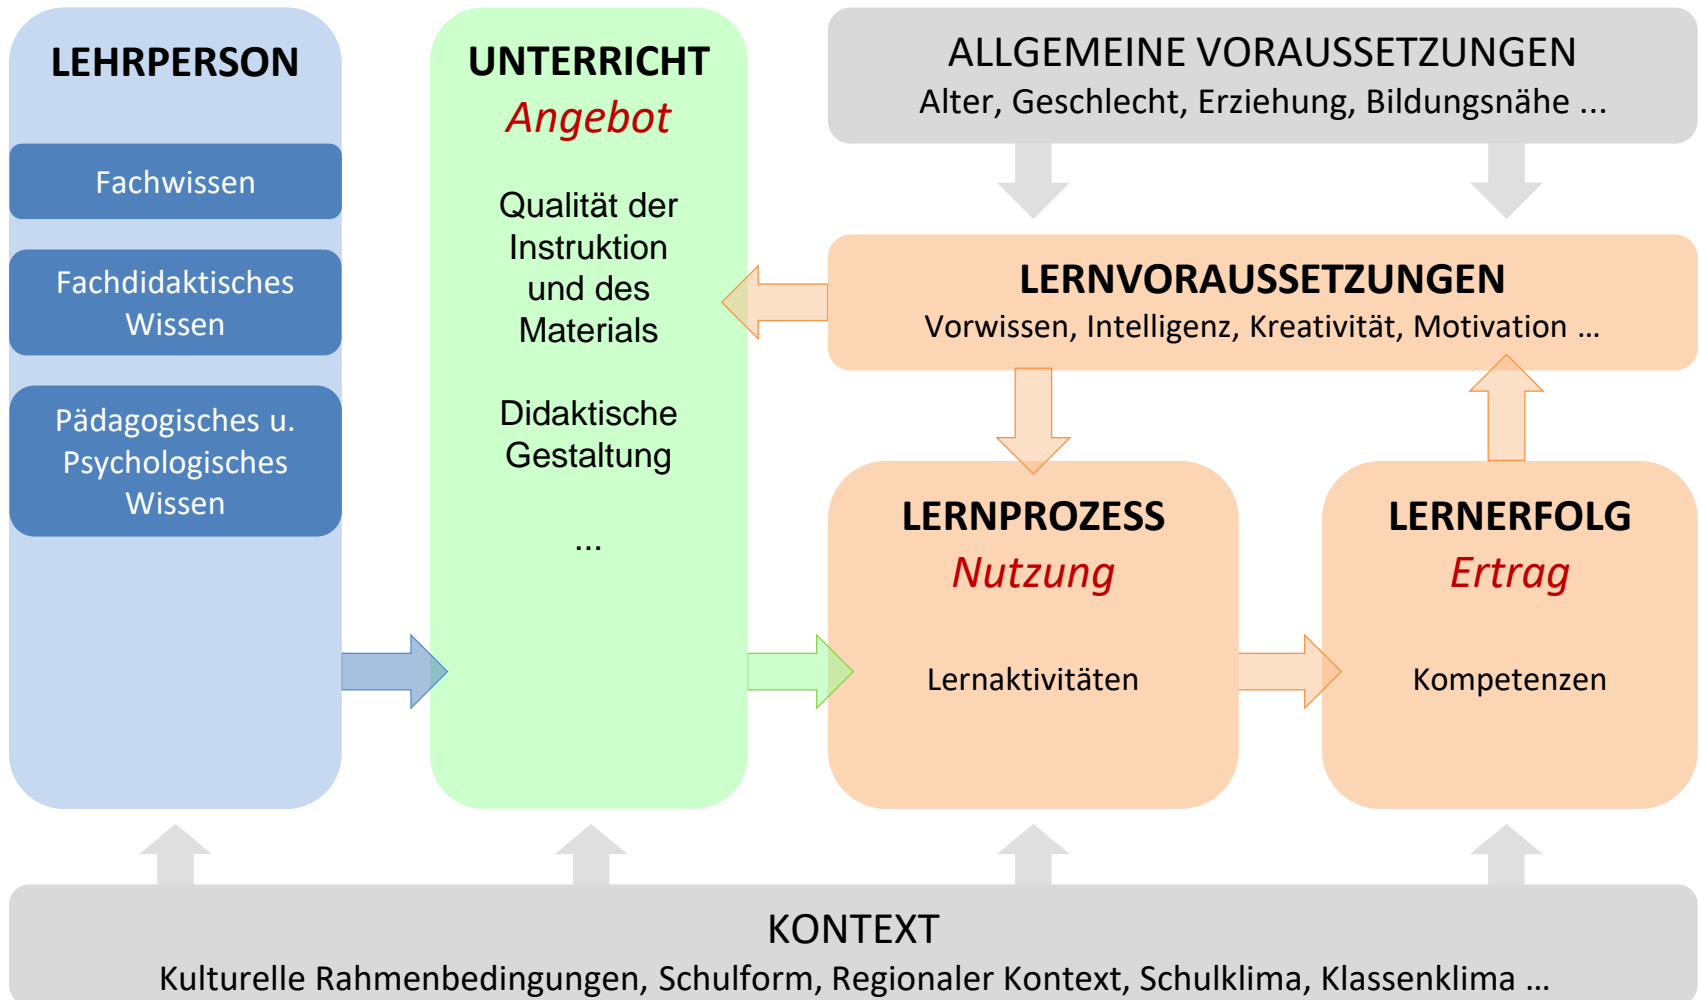 LEHRPERSON
Fachwissen
Fachdidaktisches
Wissen
Pädagogisches u.
Psychologisches
Wissen
UNTERRICHT
Angebot
Qualität der
Instruktion
und des
Materials
Didaktische
Gestaltung
...
ALLGEMEINE VORAUSSETZUNGEN
Alter, Geschlecht, Erziehung, Bildungsnähe ...
LERNVORAUSSETZUNGEN
Vorwissen, Intelligenz, Kreativität, Motivation …
LERNPROZESS
Nutzung
Lernaktivitäten
LERNERFOLG
Ertrag
Kompetenzen
KONTEXT
Kulturelle Rahmenbedingungen, Schulform, Regionaler Kontext, Schulklima, Klassenklima …